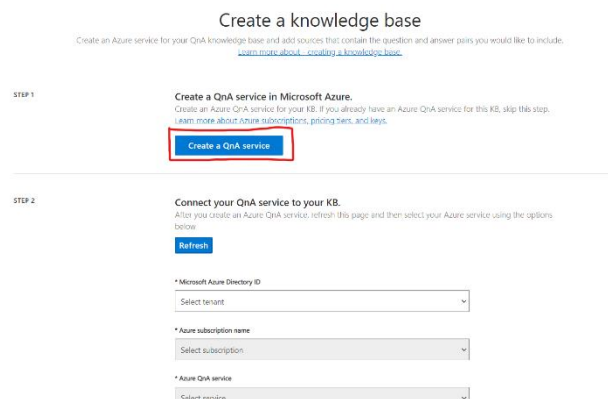 Create a knowledge base
Create an Azure service for your QnA knowledge base and add sources that contain the question and answer pairs you would like to include.
Learn more about - creating a knowledge base.
STEP 1
Create a QnA service in Microsoft Azure.
Create an Azure QnA service for your KB. If you already have an Azure QnA service for this KB, skip this step.
Learn more about Azure subscriptions, pricing tiers, and keys.
Create a QnA service
STEP 2
Connect your QnA service to your KB.
After you create an Azure QnA service, refresh this page and then select your Azure service using the options
below
Refresh
* Microsoft Azure Directory ID
Select tenant
* Azure subscription name
Select subscription
* Azure QnA service
Select service